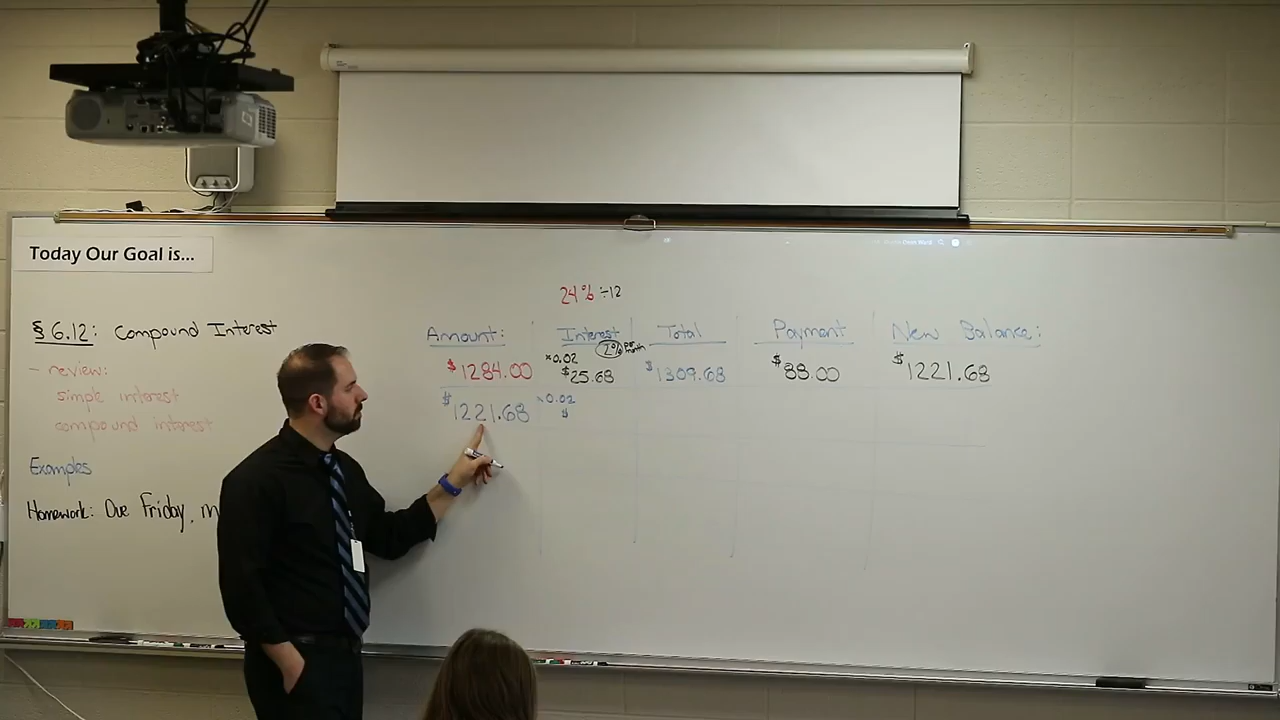 Today Our Goal is...
§ 6.12: Compound Interest
- review:
simple interest
compound interest
Examples
Homework: Due Friday, m
24% ÷12
Amount: Interest Total Payment New Balance:
×0.02 2% per month
$1284.00 $25.68 $1309.68 $88.00 $1221.68
$1221.68 ×0.02
$